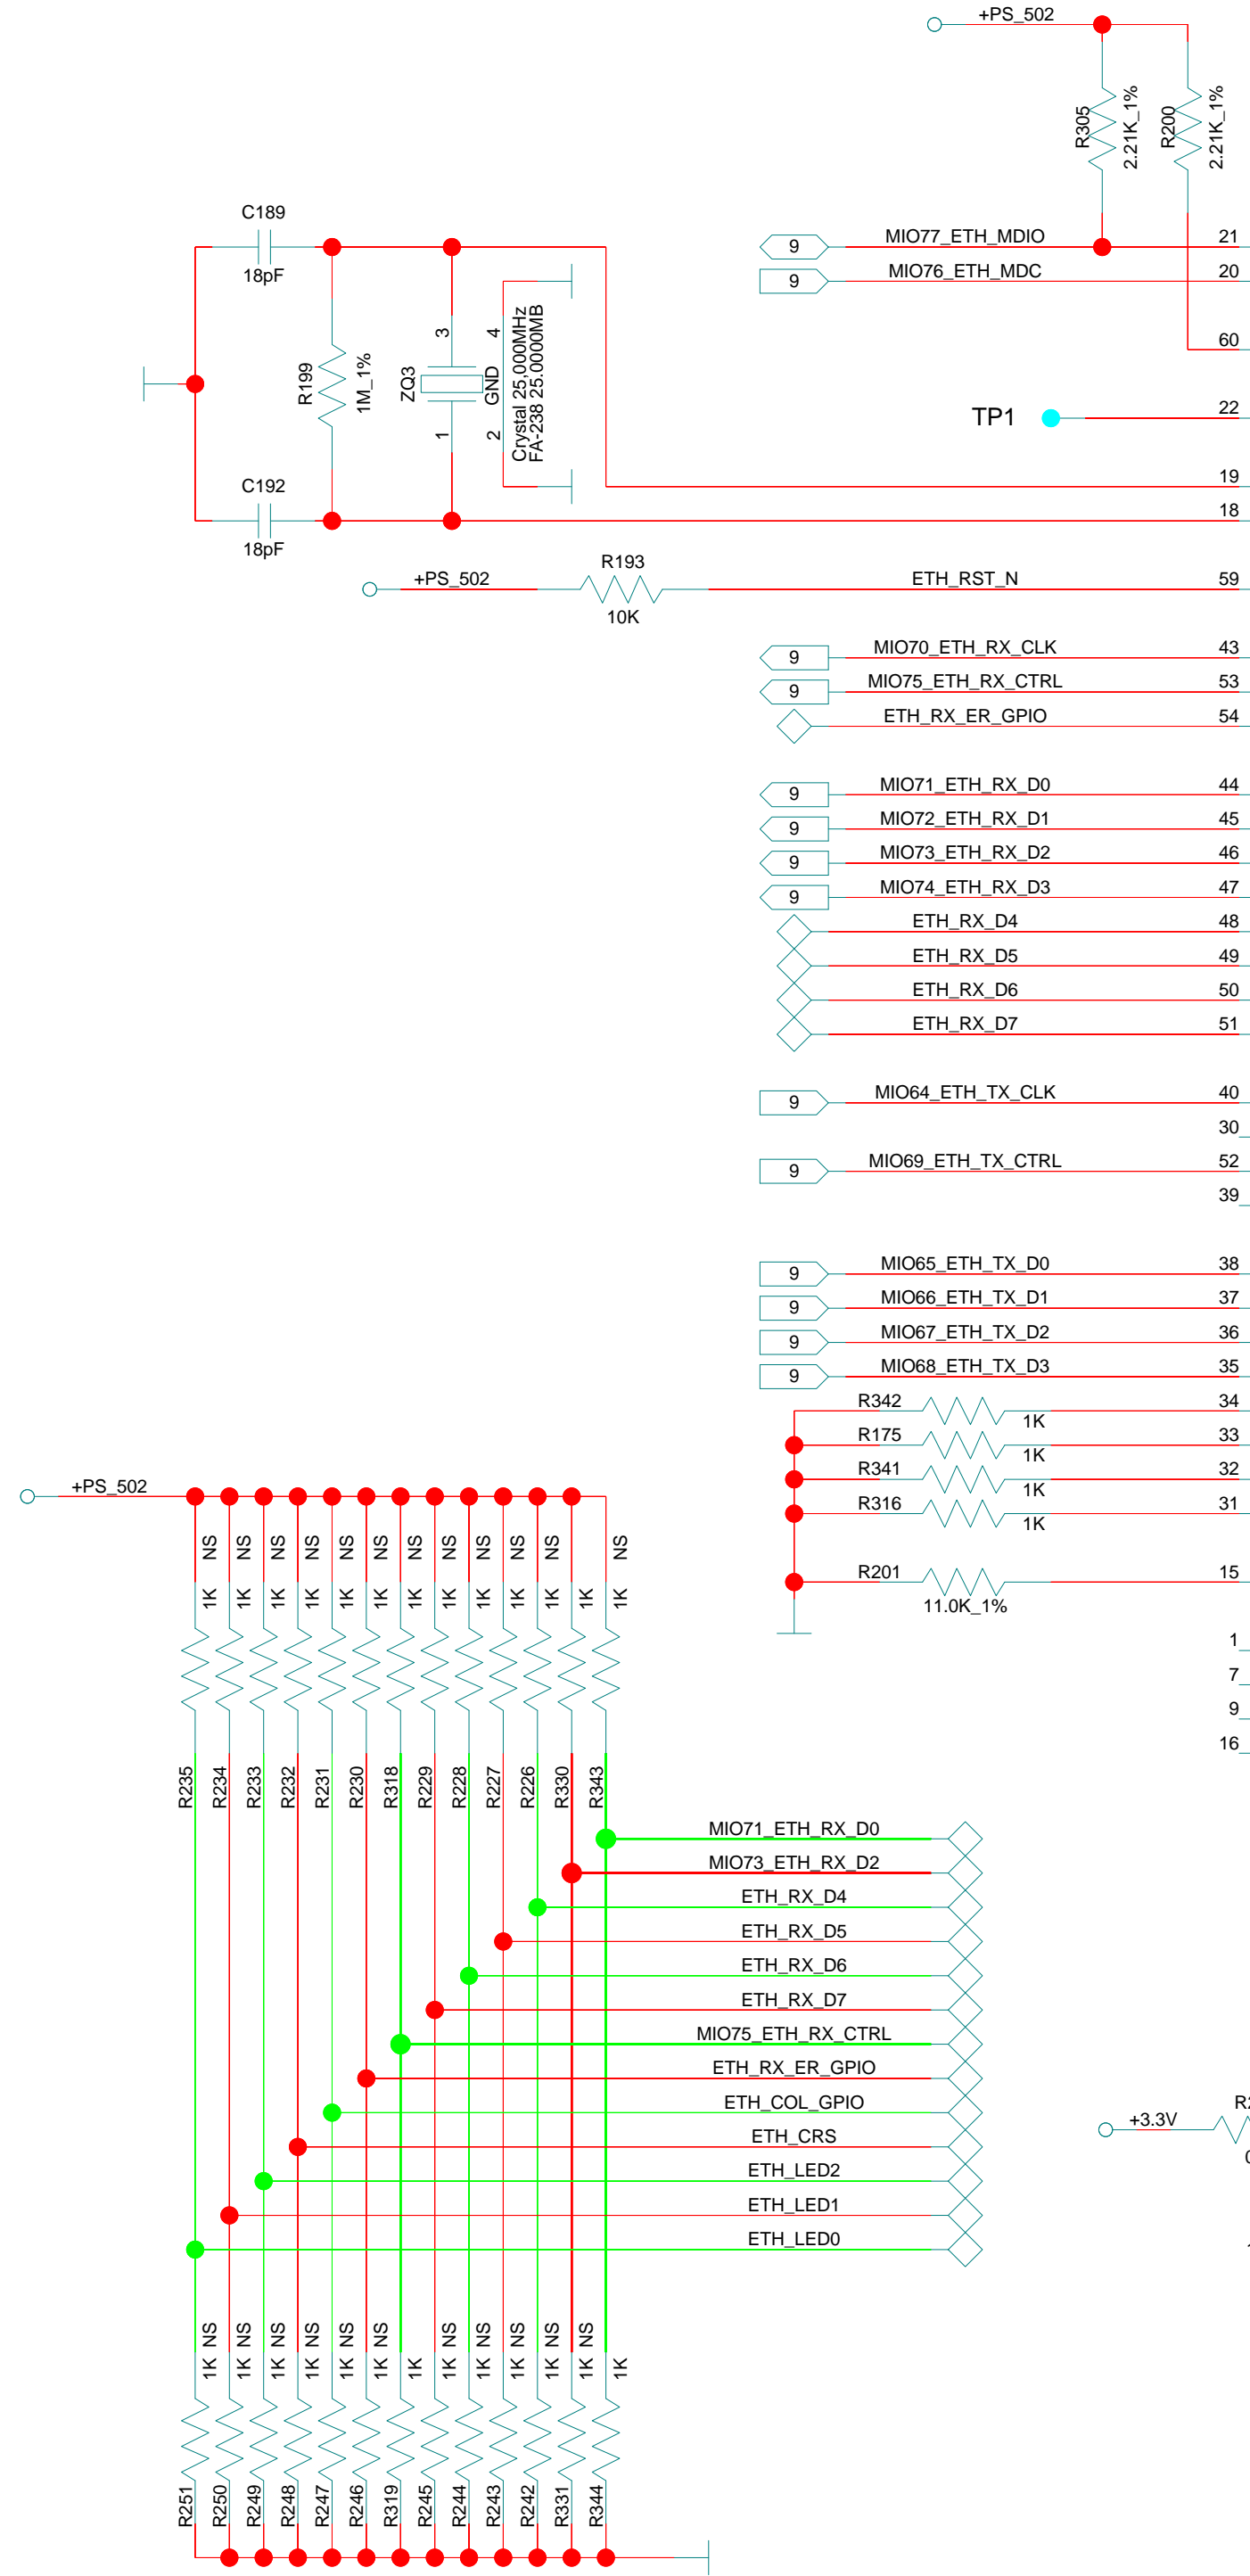 +PS_502
R305
2.21K_1%
R200
2.21K_1%
C189
18pF
9 MIO77_ETH_MDIO 21
9 MIO76_ETH_MDC 20
R199
1M_1%
ZQ3
3
1
4
GND
2
Crystal 25,000MHz
FA-238 25.0000MB
60
TP1 22
19
C192
18pF
18
+PS_502 R193 ETH_RST_N 59
10K
9 MIO70_ETH_RX_CLK 43
9 MIO75_ETH_RX_CTRL 53
ETH_RX_ER_GPIO 54
9 MIO71_ETH_RX_D0 44
9 MIO72_ETH_RX_D1 45
9 MIO73_ETH_RX_D2 46
9 MIO74_ETH_RX_D3 47
ETH_RX_D4 48
ETH_RX_D5 49
ETH_RX_D6 50
ETH_RX_D7 51
9 MIO64_ETH_TX_CLK 40
30
9 MIO69_ETH_TX_CTRL 52
39
9 MIO65_ETH_TX_D0 38
9 MIO66_ETH_TX_D1 37
9 MIO67_ETH_TX_D2 36
9 MIO68_ETH_TX_D3 35
R342 1K 34
R175 1K 33
R341 1K 32
R316 1K 31
R201 11.0K_1% 15
1
7
9
16
+PS_502
1K NS
1K NS
1K NS
1K NS
1K NS
1K NS
1K NS
1K NS
1K NS
1K NS
1K NS
1K
1K NS
R235
R234
R233
R232
R231
R230
R318
R229
R228
R227
R226
R330
R343
MIO71_ETH_RX_D0
MIO73_ETH_RX_D2
ETH_RX_D4
ETH_RX_D5
ETH_RX_D6
ETH_RX_D7
MIO75_ETH_RX_CTRL
ETH_RX_ER_GPIO
ETH_COL_GPIO
ETH_CRS
ETH_LED2
ETH_LED1
ETH_LED0
+3.3V
1K NS
1K NS
1K NS
1K NS
1K NS
1K NS
1K
1K NS
1K NS
1K NS
1K NS
1K NS
1K
R251
R250
R249
R248
R247
R246
R319
R245
R244
R243
R242
R331
R344